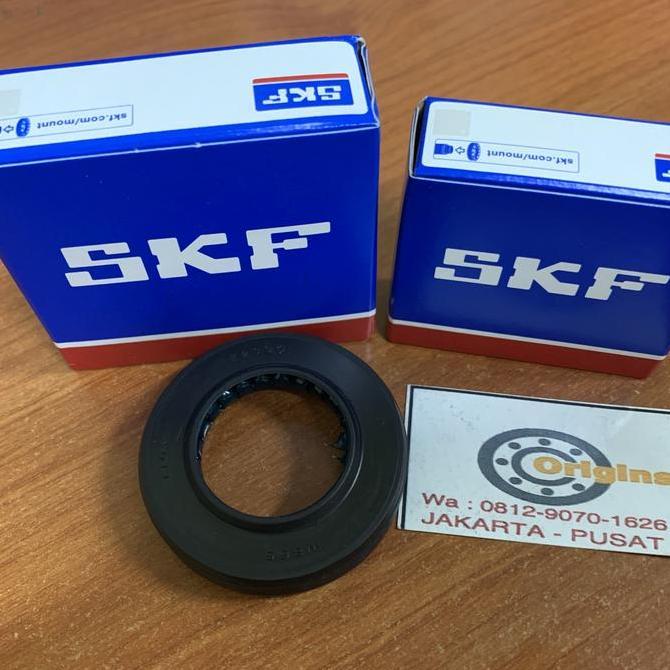 SKF
skf.com/mount
SKF
SKF
skf.com/mount
SKF
Origins
Wa : 0812-9070-1626
JAKARTA - PUSAT